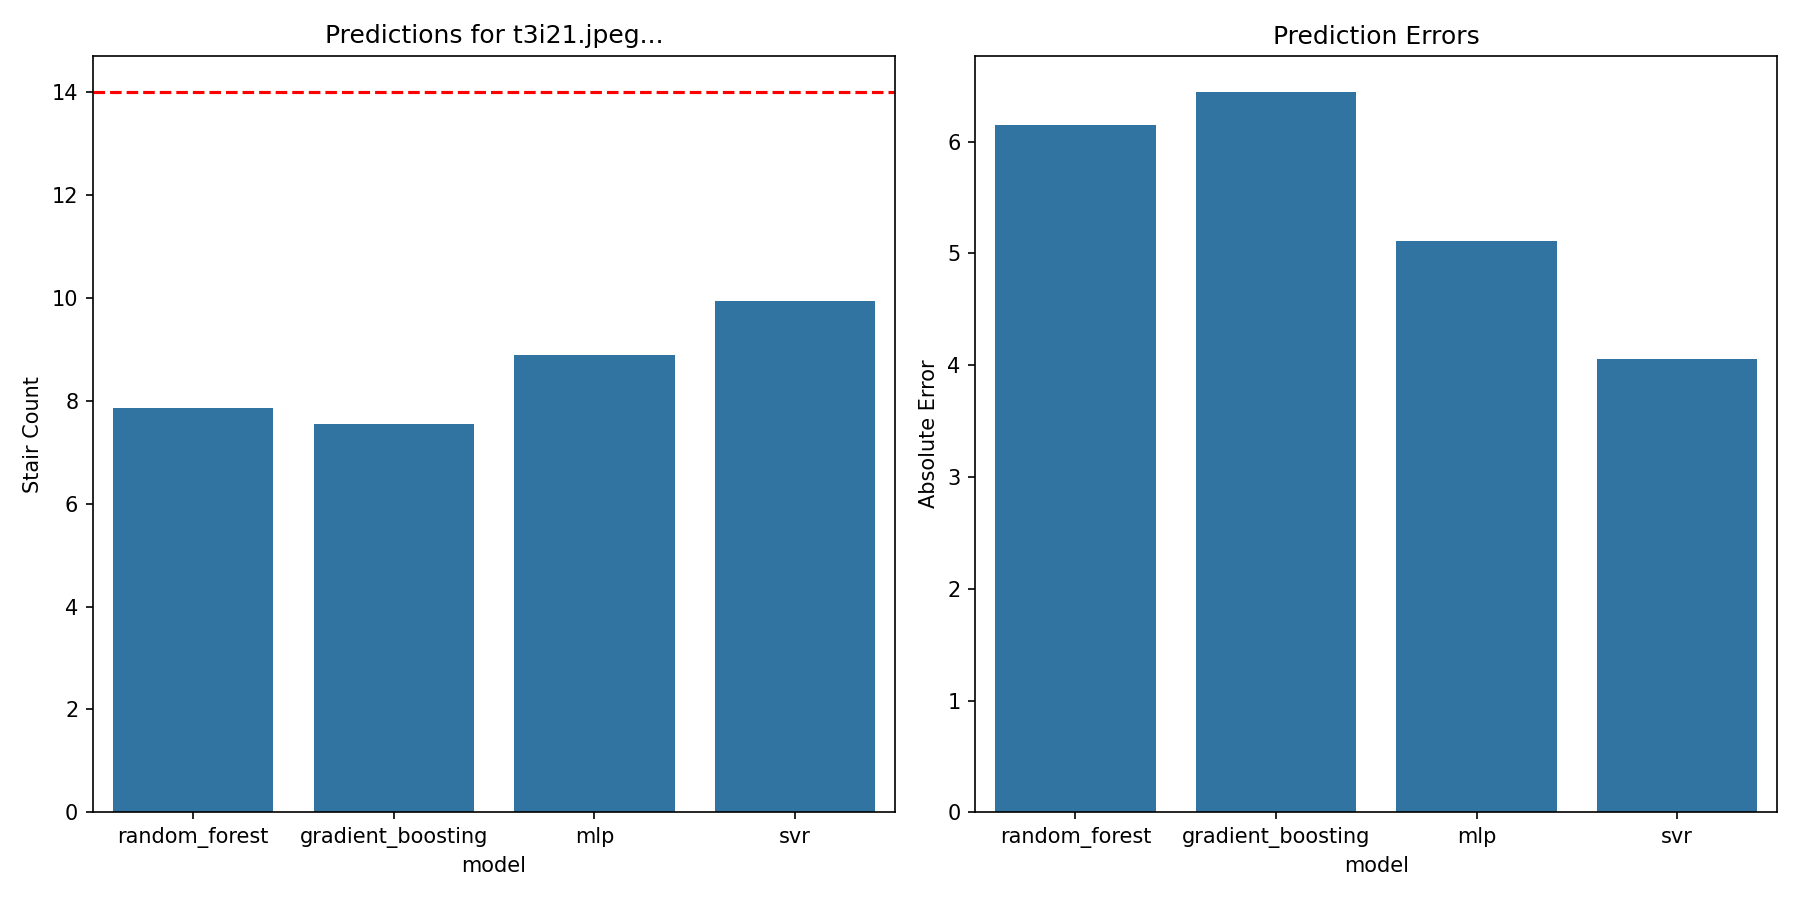 Predictions for t3i21.jpeg...
Stair Count
14
12
10
8
6
4
2
0
random_forest gradient_boosting mlp svr
model
Prediction Errors
Absolute Error
6
5
4
3
2
1
0
random_forest gradient_boosting mlp svr
model